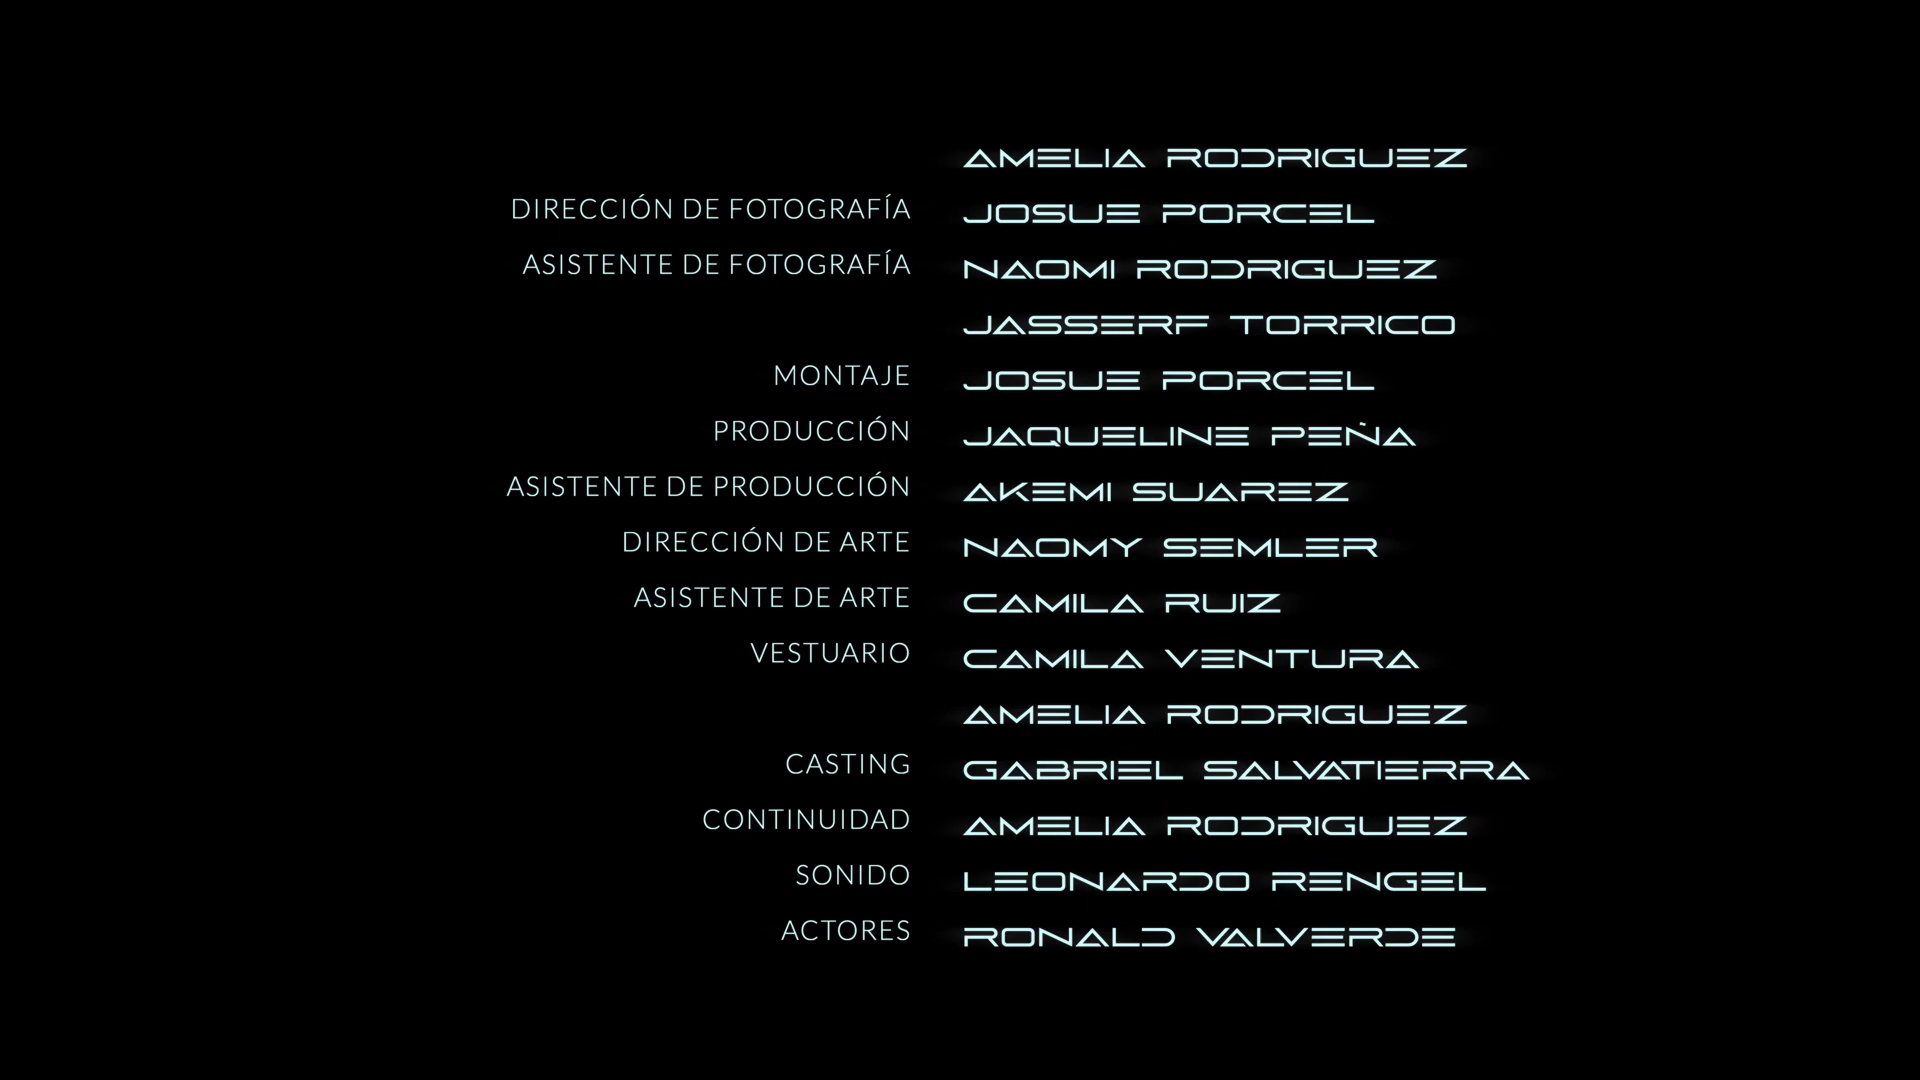 AMELIA RODRIGUEZ
DIRECCIÓN DE FOTOGRAFÍA JOSUE PORCEL
ASISTENTE DE FOTOGRAFÍA NAOMI RODRIGUEZ
JASSERF TORRICO
MONTAJE JOSUE PORCEL
PRODUCCIÓN JAQUELINE PEÑA
ASISTENTE DE PRODUCCIÓN AKEMI SUAREZ
DIRECCIÓN DE ARTE NAOMY SEMLER
ASISTENTE DE ARTE CAMILA RUIZ
VESTUARIO CAMILA VENTURA
AMELIA RODRIGUEZ
CASTING GABRIEL SALVATIERRA
CONTINUIDAD AMELIA RODRIGUEZ
SONIDO LEONARDO RENGEL
ACTORES RONALD VALVERDE